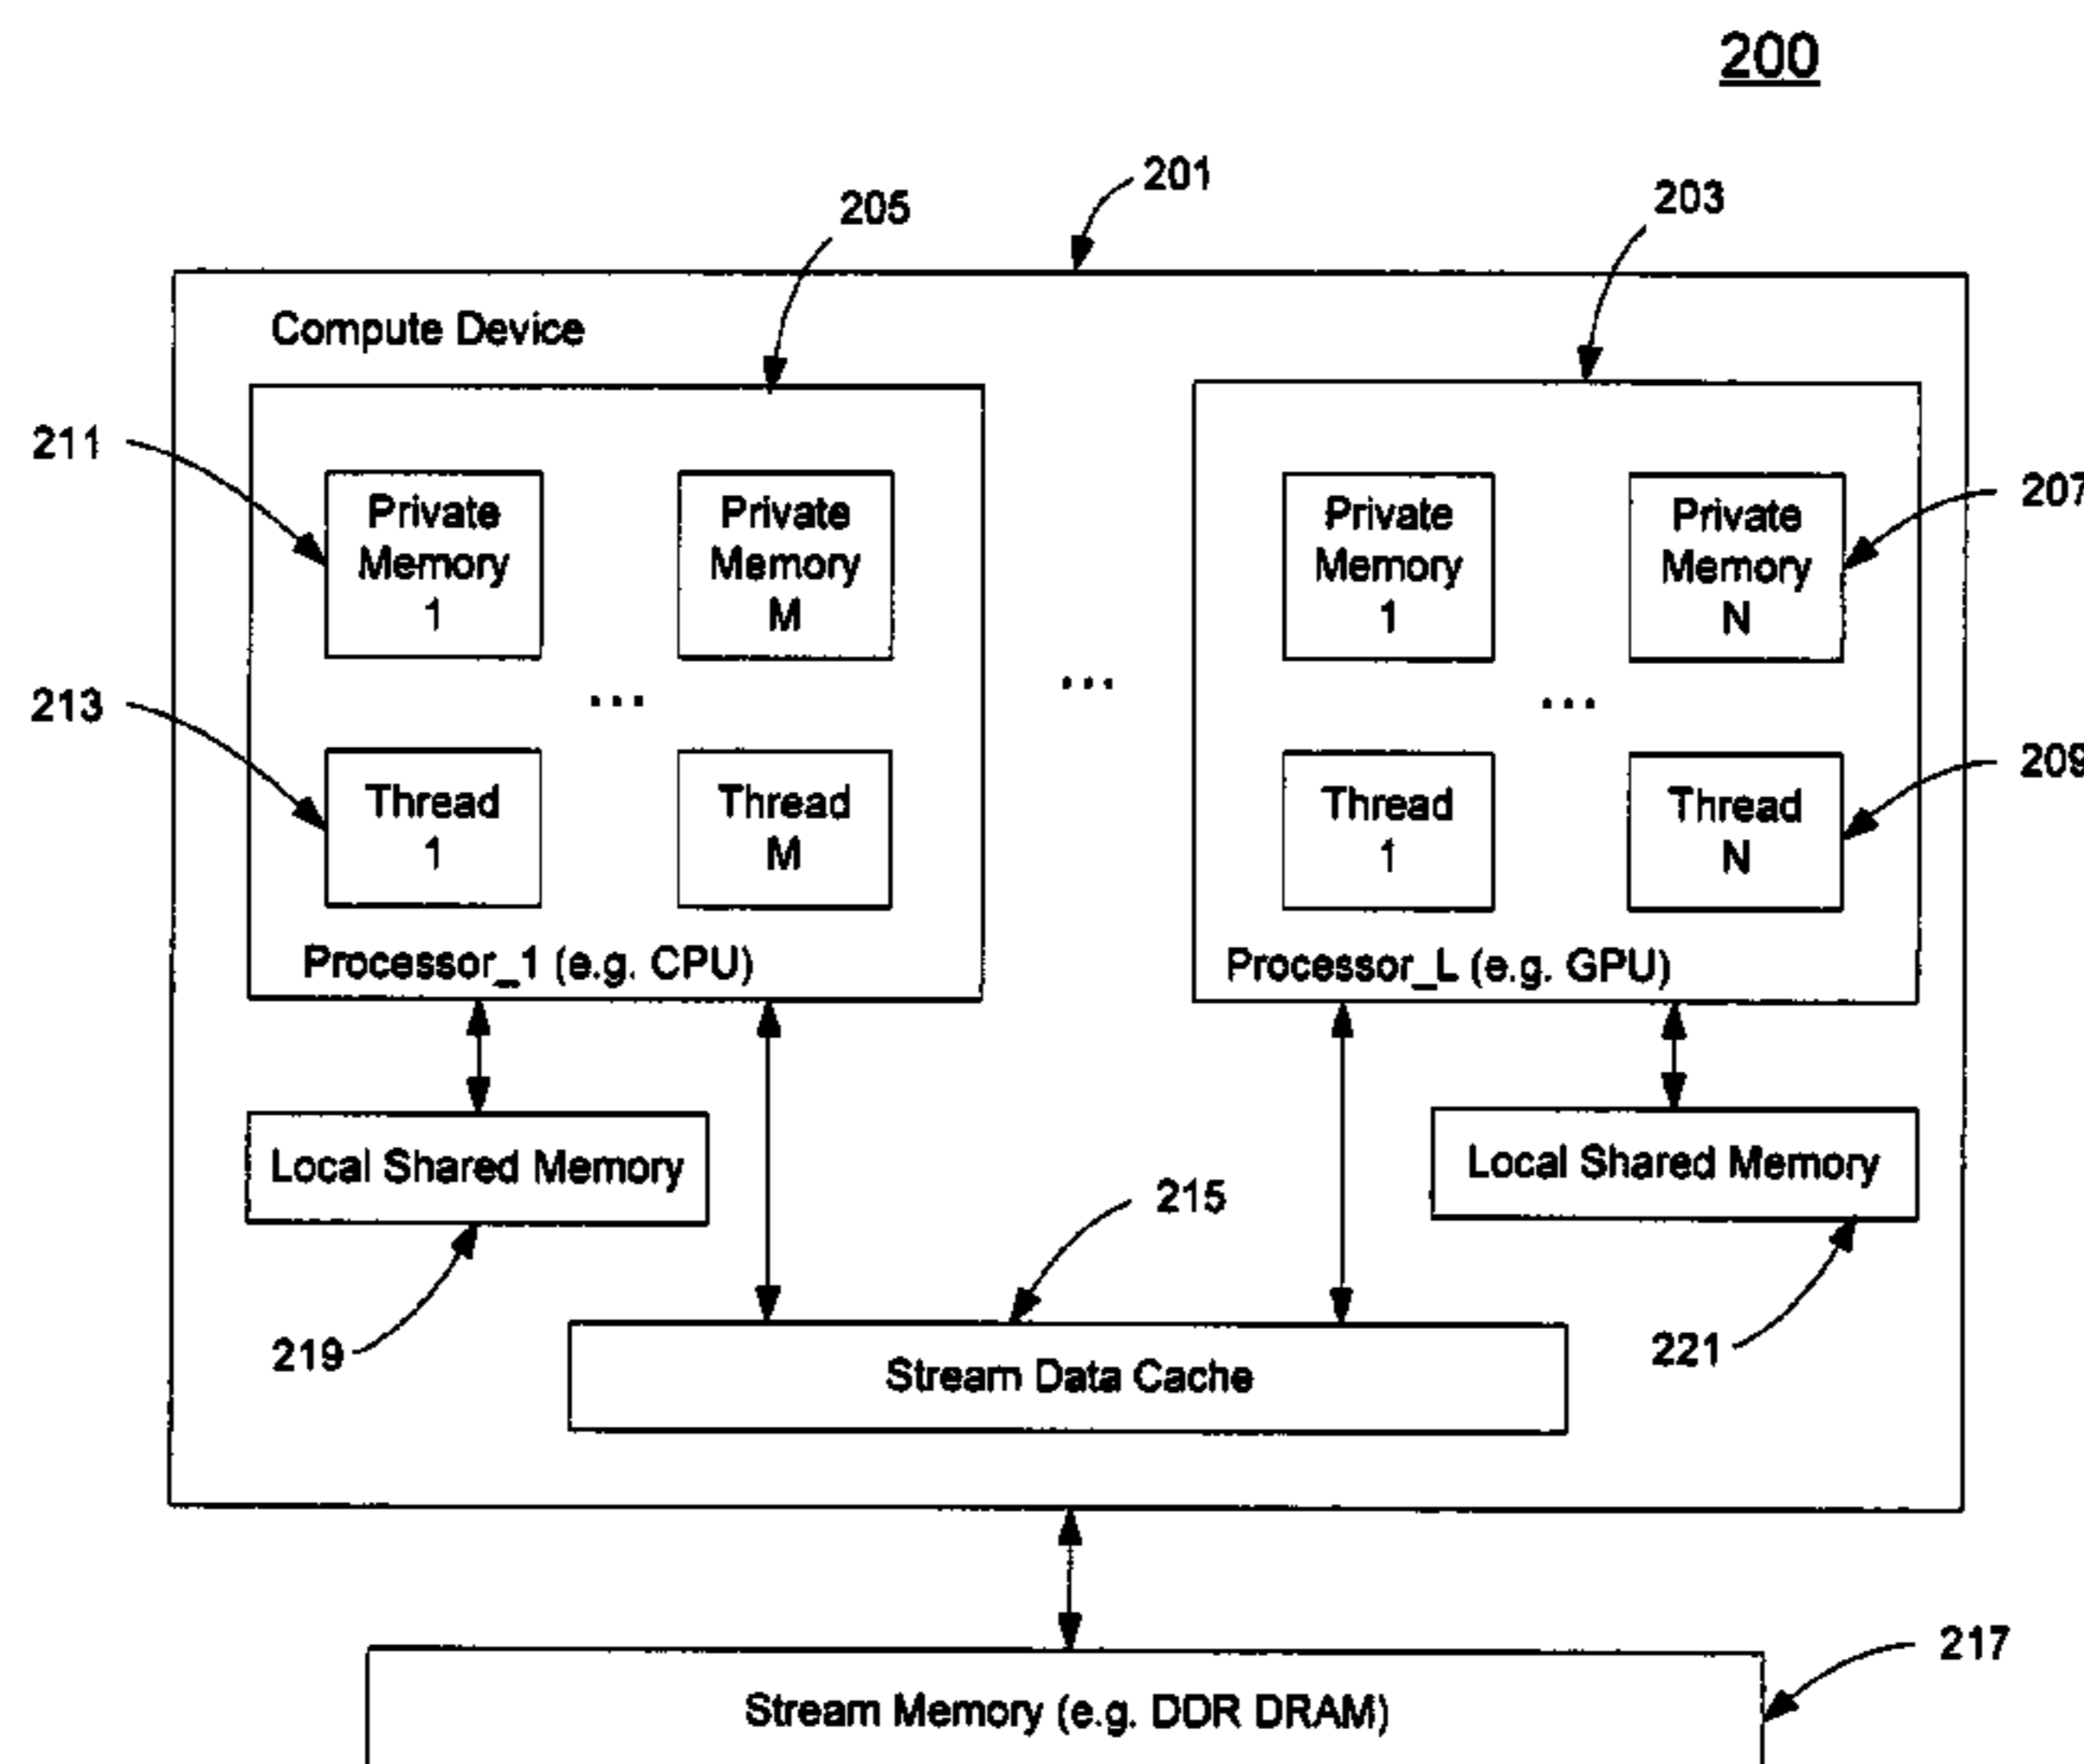 200
201
205
203
Compute Device
211
207
Private
Memory
1
Private
Memory
M
Private
Memory
1
Private
Memory
N
...
...
...
213
209
Thread
1
Thread
M
Thread
1
Thread
N
Processor_1 (e.g. CPU)
Processor_L (e.g. GPU)
Local Shared Memory
Local Shared Memory
215
219
221
Stream Data Cache
217
Stream Memory (e.g. DDR DRAM)